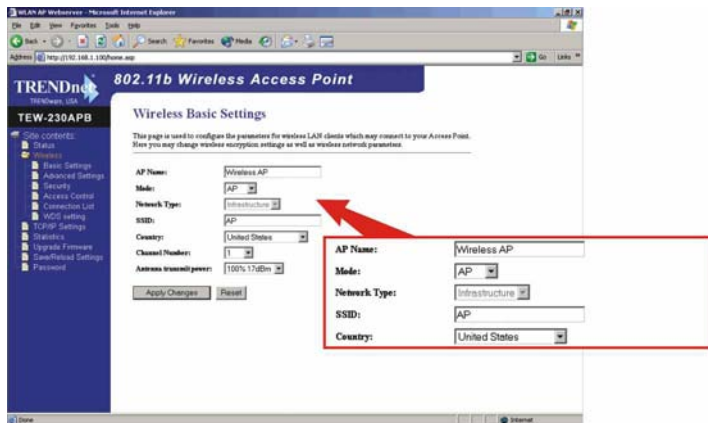 WLAN AP Webserver - Microsoft Internet Explorer
File Edit View Favorites Tools Help
Back Search Favorites Media
Address http://192.168.1.100/home.asp Go Links
TRENDnet
TRENDware, USA
802.11b Wireless Access Point
TEW-230APB
Site contents:
Status
Wireless
Basic Settings
Advanced Settings
Security
Access Control
Connection List
WDS setting
TCP/IP Settings
Statistics
Upgrade Firmware
Save/Reload Settings
Password
Wireless Basic Settings
This page is used to configure the parameters for wireless LAN clients which may connect to your Access Point.
Here you may change wireless encryption settings as well as wireless network parameters.
AP Name: Wireless AP
Mode: AP
Network Type: Infrastructure
SSID: AP
Country: United States
Channel Number: 1
Antenna transmit power: 100% 17dBm
Apply Changes Reset
AP Name: Wireless AP
Mode: AP
Network Type: Infrastructure
SSID: AP
Country: United States
Done Internet